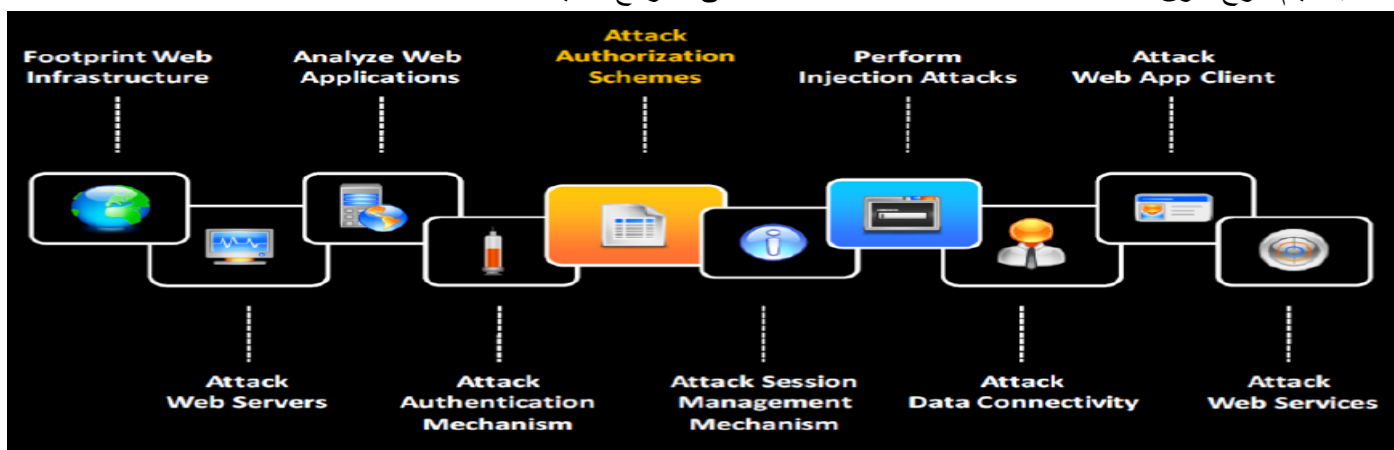 Footprint Web
Infrastructure
Analyze Web
Applications
Attack
Authorization
Schemes
Perform
Injection Attacks
Attack
Web App Client
Attack
Web Servers
Attack
Authentication
Mechanism
Attack Session
Management
Mechanism
Attack
Data Connectivity
Attack
Web Services